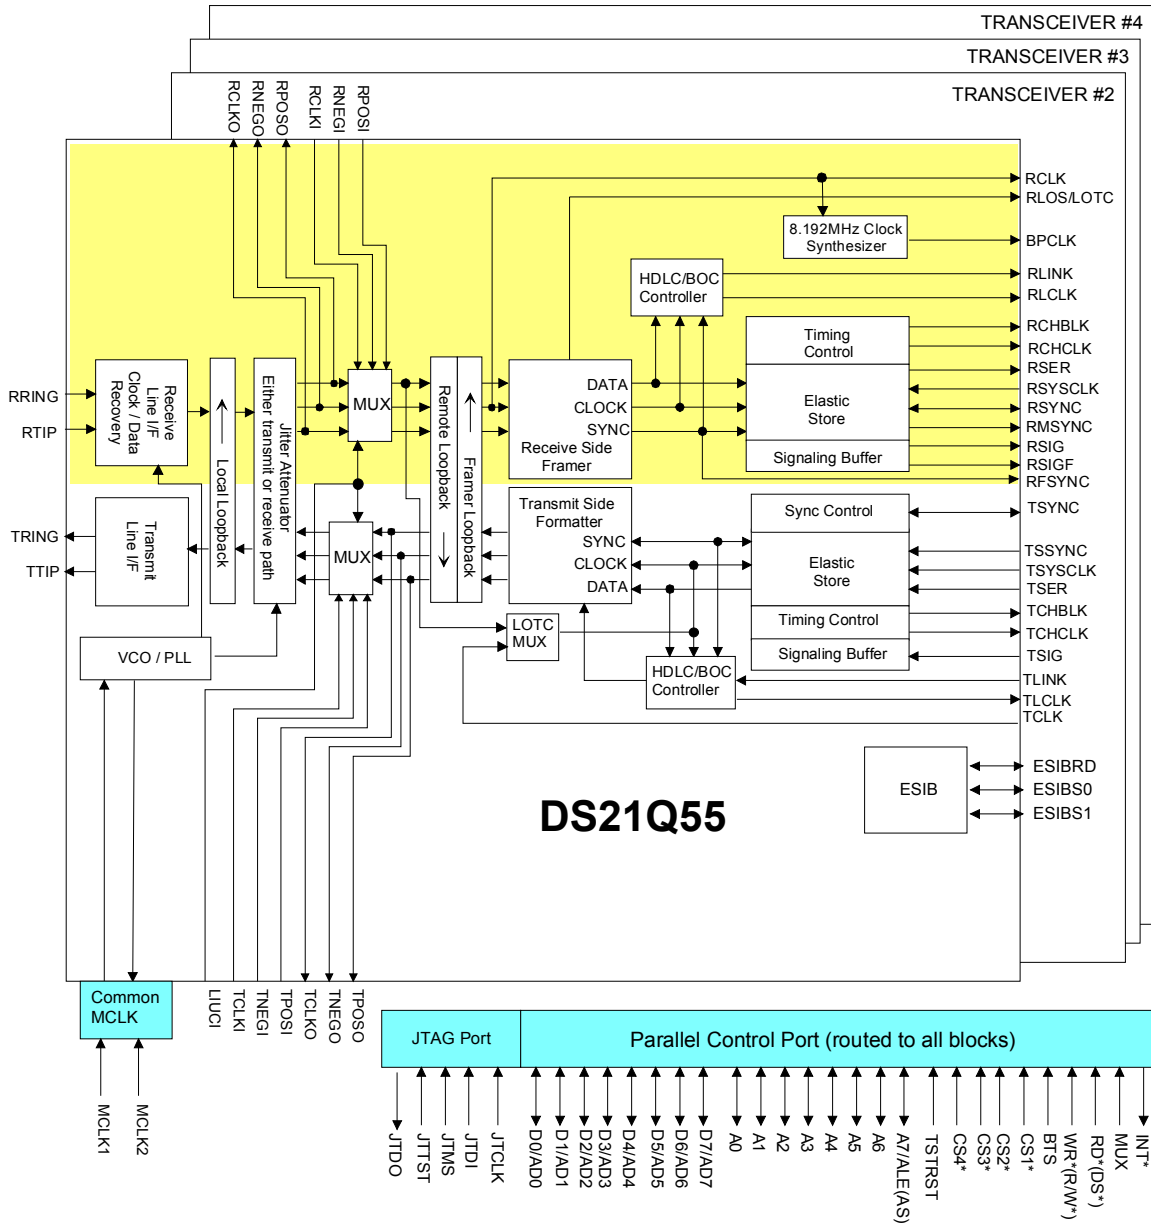 TRANSCEIVER #4
TRANSCEIVER #3
TRANSCEIVER #2
RCLKO
RNEGO
RPOSO
RCLKI
RNEGI
RPOSI
RCLK
RLOS/LOTC
8.192MHz Clock
Synthesizer
BPCLK
HDLC/BOC
Controller
RLINK
RLCLK
Timing
Control
Elastic
Store
Signaling Buffer
RCHBLK
RCHCLK
RSER
RSYSCLK
RSYNC
RMSYNC
RSIG
RSIGF
RFSYNC
RRING
RTIP
Receive
Line I/F
Clock / Data
Recovery
Local Loopback
Either transmit or receive path
Jitter Attenuator
MUX
Remote Loopback
Framer Loopback
DATA
CLOCK
SYNC
Receive Side
Framer
TRING
TTIP
Transmit
Line I/F
MUX
Transmit Side
Formatter
SYNC
CLOCK
DATA
Sync Control
Elastic
Store
Timing Control
Signaling Buffer
TSYNC
TSSYNC
TSYSCLK
TSER
TCHBLK
TCHCLK
TSIG
TLINK
TLCLK
TCLK
LOTC
MUX
HDLC/BOC
Controller
VCO / PLL
ESIB
ESIBRD
ESIBS0
ESIBS1
DS21Q55
Common
MCLK
MCLK1
MCLK2
LIUCI
TCLKI
TNEGI
TPOSI
TCLKO
TNEGO
TPOSO
JTAG Port
Parallel Control Port (routed to all blocks)
JTDO
JTTST
JTMS
JTDI
JTCLK
D0/AD0
D1/AD1
D2/AD2
D3/AD3
D4/AD4
D5/AD5
D6/AD6
D7/AD7
A0
A1
A2
A3
A4
A5
A6
A7/ALE(AS)
TSTRST
CS4*
CS3*
CS2*
CS1*
BTS
WR*(R/W*)
RD*(DS*)
MUX
INT*